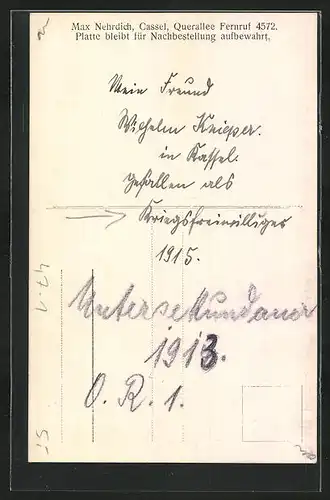 Max Nehrdich, Cassel, Querallee Fernruf 4572.
Platte bleibt für Nachbestellung aufbewahrt.
Mein Freund
Wilhelm
in Kassel.
Gefallen als
Kriegsfreiwilliger
1915.
Untersekundaner
1913.
O. R. 1.